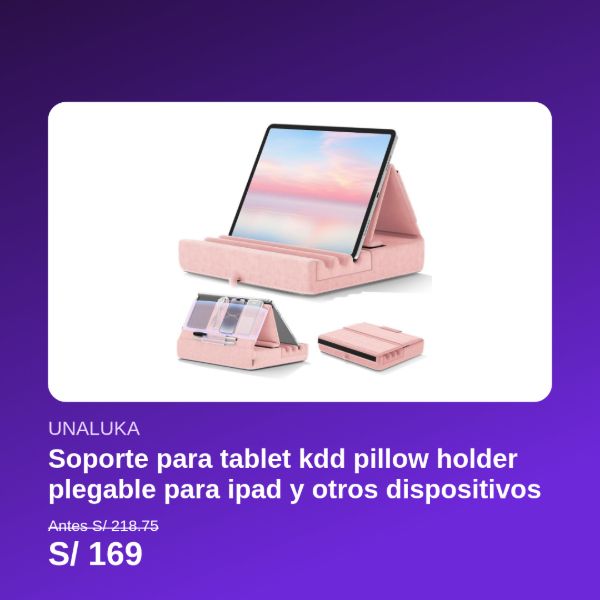 UNALUKA
Soporte para tablet kdd pillow holder
plegable para ipad y otros dispositivos
Antes S/ 218.75
S/ 169